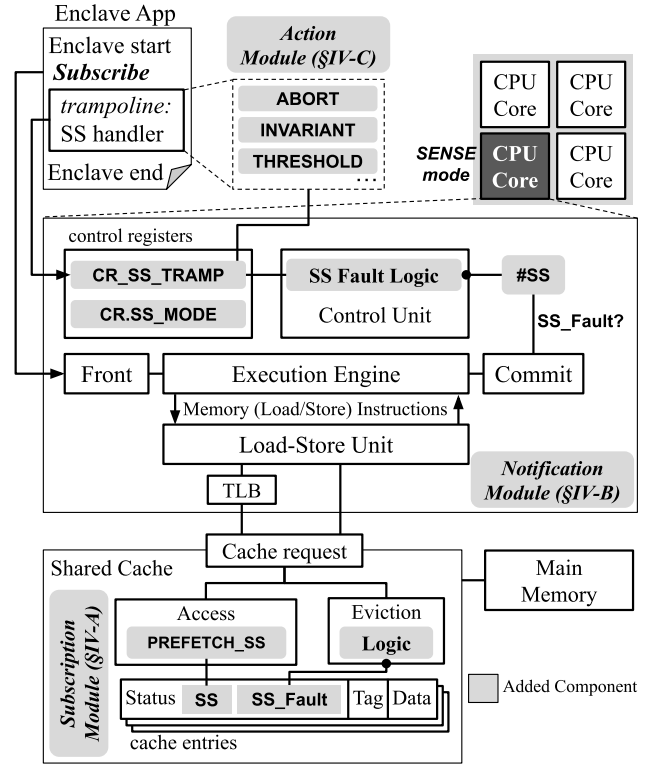 Enclave App
Enclave start
Subscribe
trampoline:
SS handler
Enclave end
Action
Module (§IV-C)
ABORT
INVARIANT
THRESHOLD
...
CPU
Core
CPU
Core
SENSE
mode
CPU
Core
CPU
Core
control registers
CR_SS_TRAMP
CR.SS_MODE
SS Fault Logic
Control Unit
#SS
SS_Fault?
Front
Execution Engine
Commit
Memory (Load/Store) Instructions
Load-Store Unit
TLB
Notification
Module (§IV-B)
Cache request
Shared Cache
Main
Memory
Subscription
Module (§IV-A)
Access
PREFETCH_SS
Eviction
Logic
Status SS SS_Fault Tag Data
cache entries
Added Component